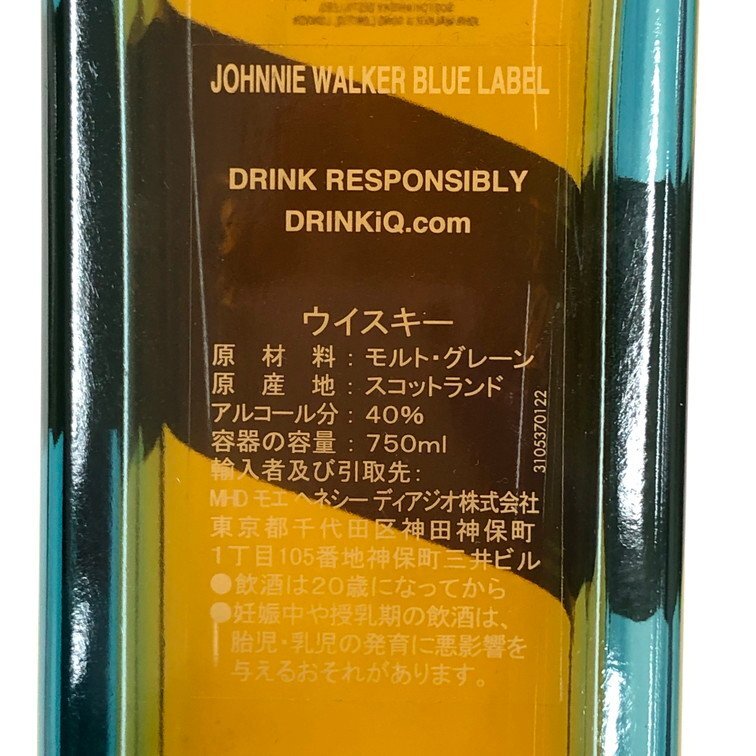 JOHNNIE WALKER BLUE LABEL
DRINK RESPONSIBLY
DRINKiQ.com
ウイスキー
原材料：モルト・グレーン
原産地：スコットランド
アルコール分：40%
容器の容量：750ml
輸入者及び引取先：
MHD モエ ヘネシー ディアジオ株式会社
東京都千代田区神田神保町
1丁目105番地神保町三井ビル
●飲酒は20歳になってから
●妊娠中や授乳期の飲酒は、
胎児・乳児の発育に悪影響を
与えるおそれがあります。
3105370122